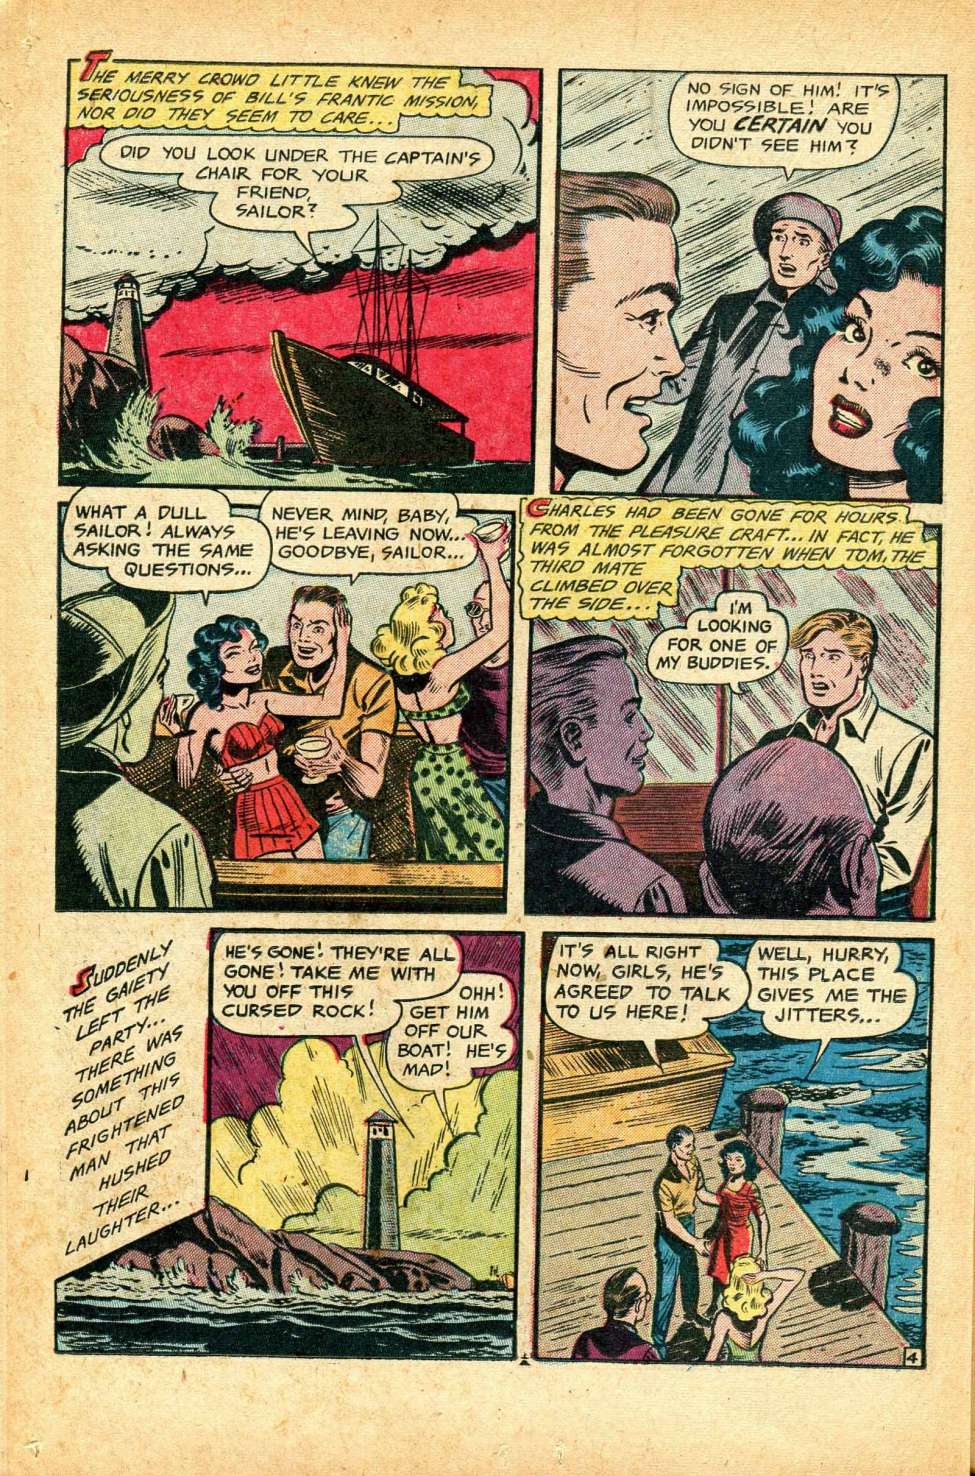 THE MERRY CROWD LITTLE KNEW THE
SERIOUSNESS OF BILL'S FRANTIC MISSION,
NOR DID THEY SEEM TO CARE...
DID YOU LOOK UNDER THE CAPTAIN'S
CHAIR FOR YOUR
FRIEND,
SAILOR?
NO SIGN OF HIM! IT'S
IMPOSSIBLE! ARE
YOU CERTAIN YOU
DIDN'T SEE HIM?
WHAT A DULL
SAILOR! ALWAYS
ASKING THE SAME
QUESTIONS...
NEVER MIND, BABY,
HE'S LEAVING NOW...
GOODBYE, SAILOR...
CHARLES HAD BEEN GONE FOR HOURS
FROM THE PLEASURE CRAFT... IN FACT, HE
WAS ALMOST FORGOTTEN WHEN TOM, THE
THIRD MATE
CLIMBED OVER
THE SIDE...
I'M
LOOKING
FOR ONE OF
MY BUDDIES.
SUDDENLY
THE GAIETY
LEFT THE
PARTY...
THERE WAS
SOMETHING
ABOUT THIS
FRIGHTENED
MAN THAT
HUSHED
THEIR
LAUGHTER...
HE'S GONE! THEY'RE ALL
GONE! TAKE ME WITH
YOU OFF THIS
CURSED ROCK!
OHH!
GET HIM
OFF OUR
BOAT! HE'S
MAD!
IT'S ALL RIGHT
NOW, GIRLS, HE'S
AGREED TO TALK
TO US HERE!
WELL, HURRY,
THIS PLACE
GIVES ME THE
JITTERS...
4